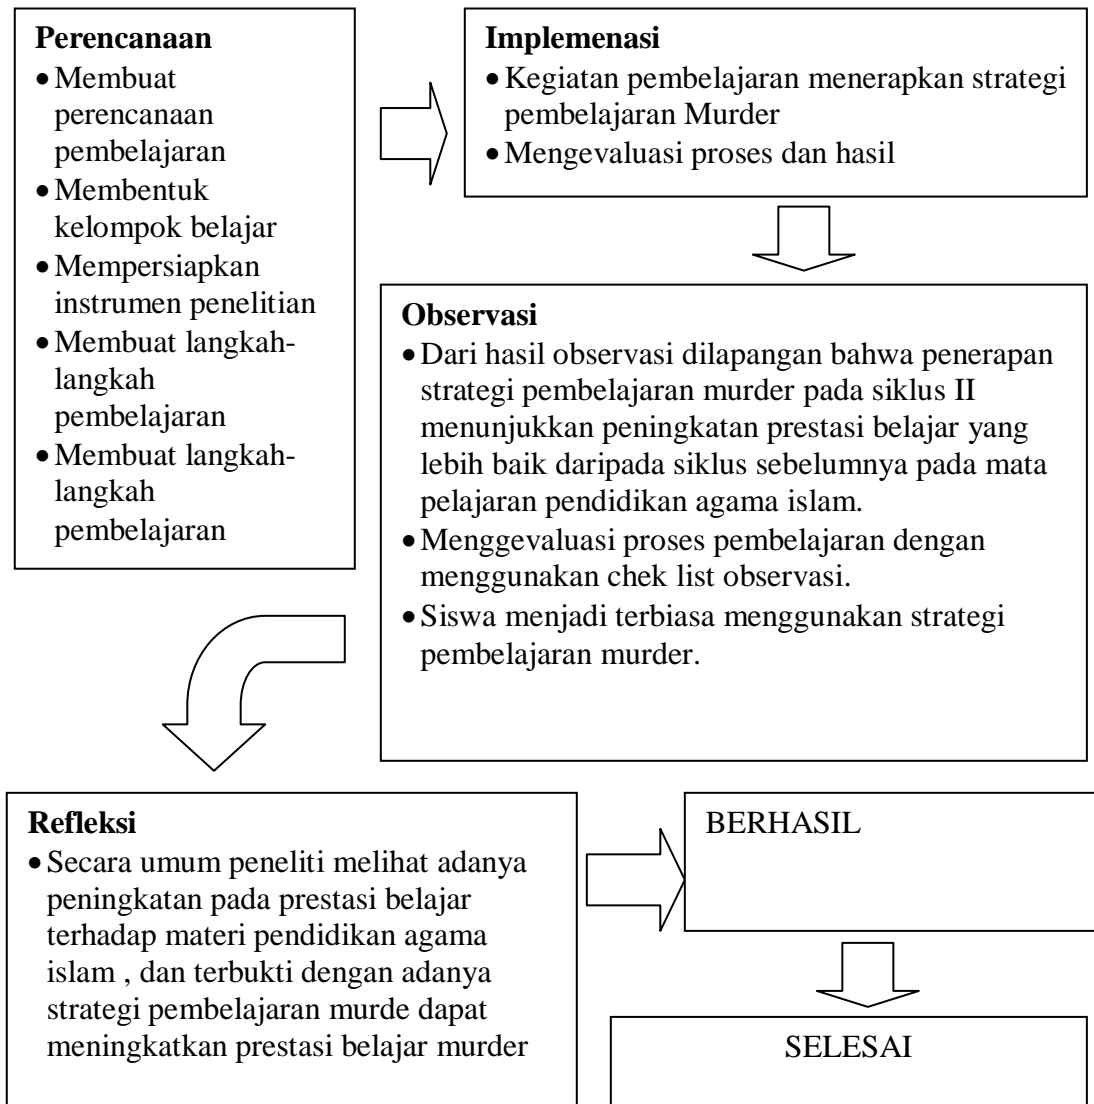 Perencanaan
• Membuat
perencanaan
pembelajaran
• Membentuk
kelompok belajar
• Mempersiapkan
instrumen penelitian
• Membuat langkah-
langkah
pembelajaran
• Membuat langkah-
langkah
pembelajaran
Implemenasi
• Kegiatan pembelajaran menerapkan strategi
pembelajaran Murder
• Mengevaluasi proses dan hasil
Observasi
• Dari hasil observasi dilapangan bahwa penerapan
strategi pembelajaran murder pada siklus II
menunjukkan peningkatan prestasi belajar yang
lebih baik daripada siklus sebelumnya pada mata
pelajaran pendidikan agama islam.
• Menggevaluasi proses pembelajaran dengan
menggunakan chek list observasi.
• Siswa menjadi terbiasa menggunakan strategi
pembelajaran murder.
Refleksi
• Secara umum peneliti melihat adanya
peningkatan pada prestasi belajar
terhadap materi pendidikan agama
islam , dan terbukti dengan adanya
strategi pembelajaran murde dapat
meningkatkan prestasi belajar murder
BERHASIL
SELESAI